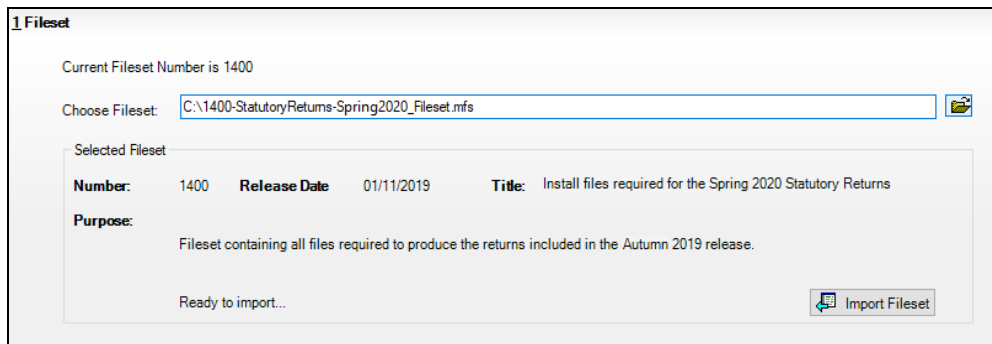 1 Fileset
Current Fileset Number is 1400
Choose Fileset: C:\1400-StatutoryReturns-Spring2020_Fileset.mfs
Selected Fileset
Number: 1400 Release Date 01/11/2019 Title: Install files required for the Spring 2020 Statutory Returns
Purpose:
Fileset containing all files required to produce the returns included in the Autumn 2019 release.
Ready to import... Import Fileset